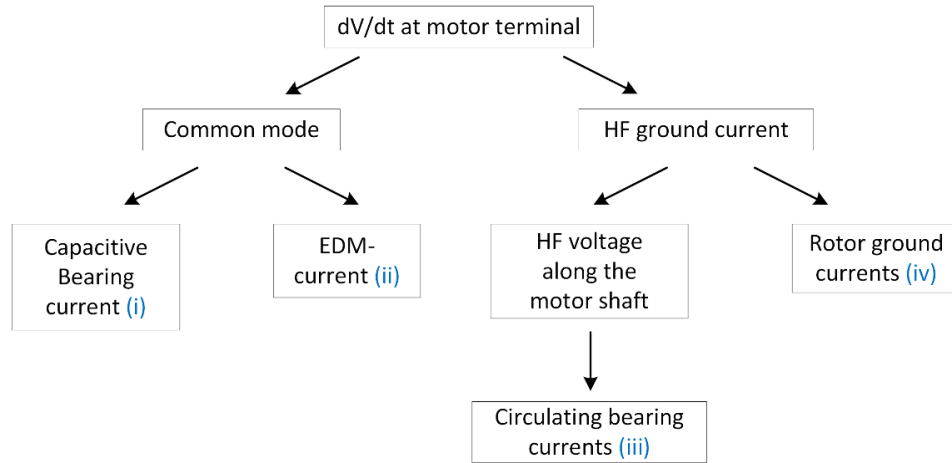 dV/dt at motor terminal
Common mode
HF ground current
Capacitive
Bearing
current (i)
EDM-
current (ii)
HF voltage
along the
motor shaft
Rotor ground
currents (iv)
Circulating bearing
currents (iii)